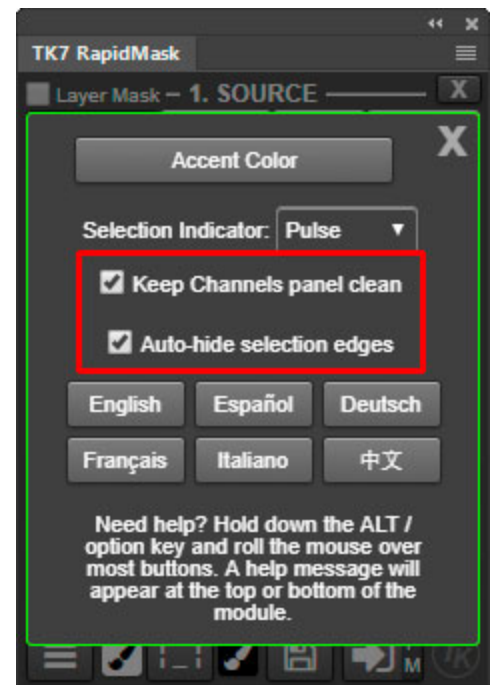 TK7 RapidMask
Layer Mask – 1. SOURCE
X
X
Accent Color
Selection Indicator: Pulse
Keep Channels panel clean
Auto-hide selection edges
English Español Deutsch
Français Italiano 中文
Need help? Hold down the ALT /
option key and roll the mouse over
most buttons. A help message will
appear at the top or bottom of the
module.
M
TK